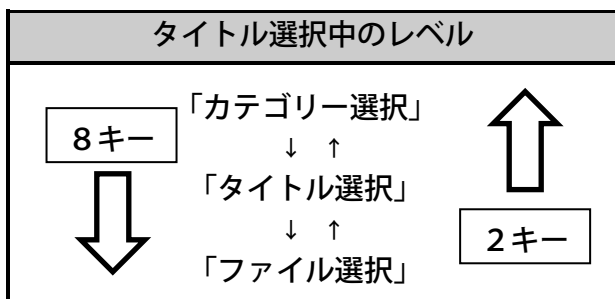 タイトル選択中のレベル
「カテゴリー選択」
8キー
↓ ↑
「タイトル選択」
↓ ↑
2キー
「ファイル選択」